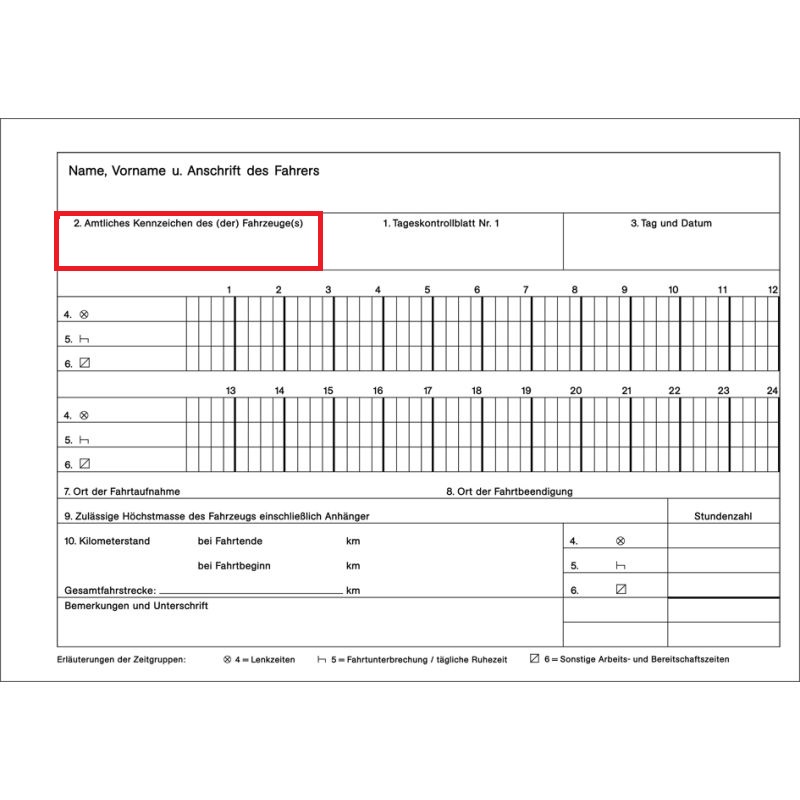 Name, Vorname u. Anschrift des Fahrers
2. Amtliches Kennzeichen des (der) Fahrzeuge(s)
1. Tageskontrollblatt Nr. 1
3. Tag und Datum
1 2 3 4 5 6 7 8 9 10 11 12
4.
5.
6.
13 14 15 16 17 18 19 20 21 22 23 24
4.
5.
6.
7. Ort der Fahrtaufnahme
8. Ort der Fahrtbeendigung
9. Zulässige Höchstmasse des Fahrzeugs einschließlich Anhänger
Stundenzahl
10. Kilometerstand bei Fahrtende km
4.
bei Fahrtbeginn km
5.
Gesamtfahrstrecke: km
6.
Bemerkungen und Unterschrift
Erläuterungen der Zeitgruppen: 4 = Lenkzeiten 5 = Fahrtunterbrechung / tägliche Ruhezeit 6 = Sonstige Arbeits- und Bereitschaftszeiten